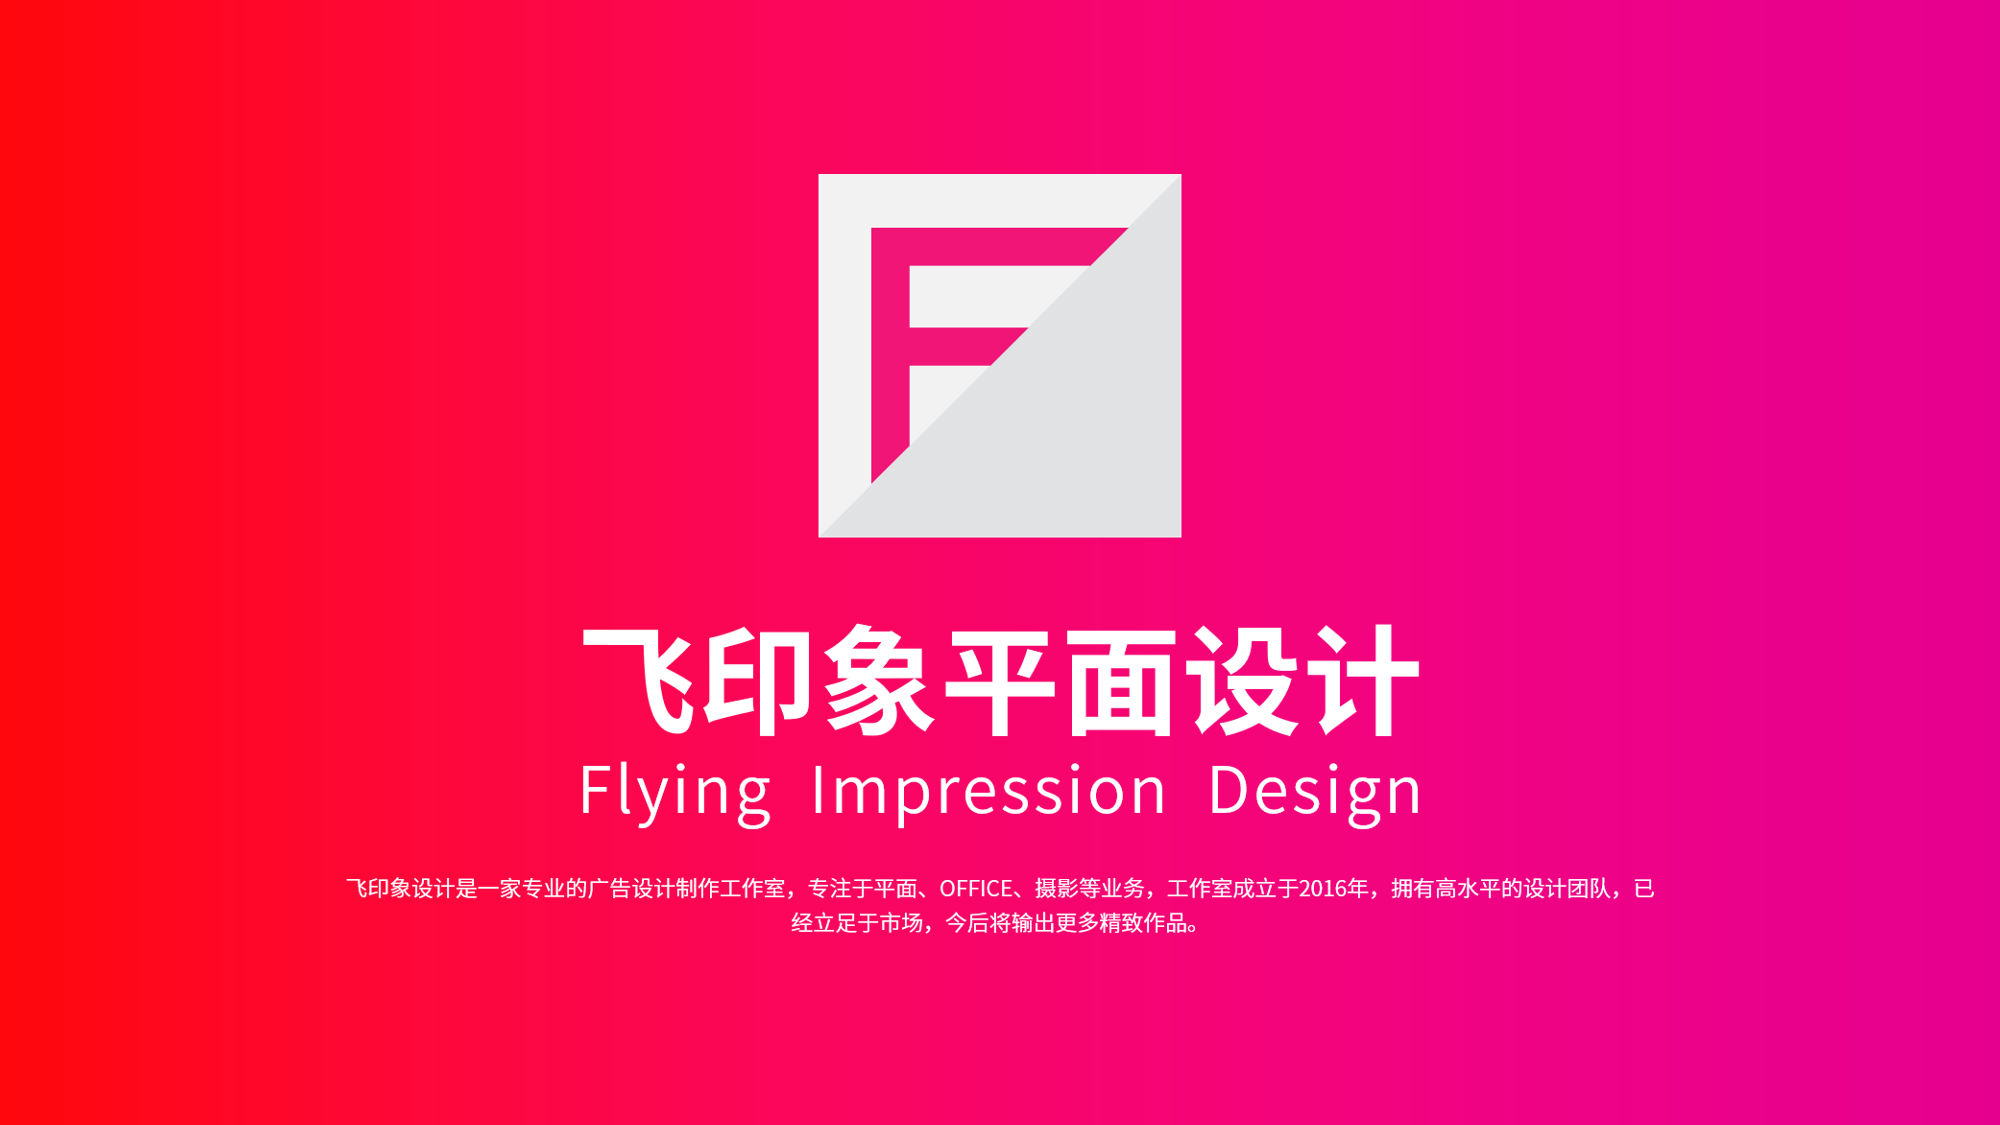 F
飞印象平面设计
Flying Impression Design
飞印象设计是一家专业的广告设计制作工作室，专注于平面、OFFICE、摄影等业务，工作室成立于2016年，拥有高水平的设计团队，已
经立足于市场，今后将输出更多精致作品。